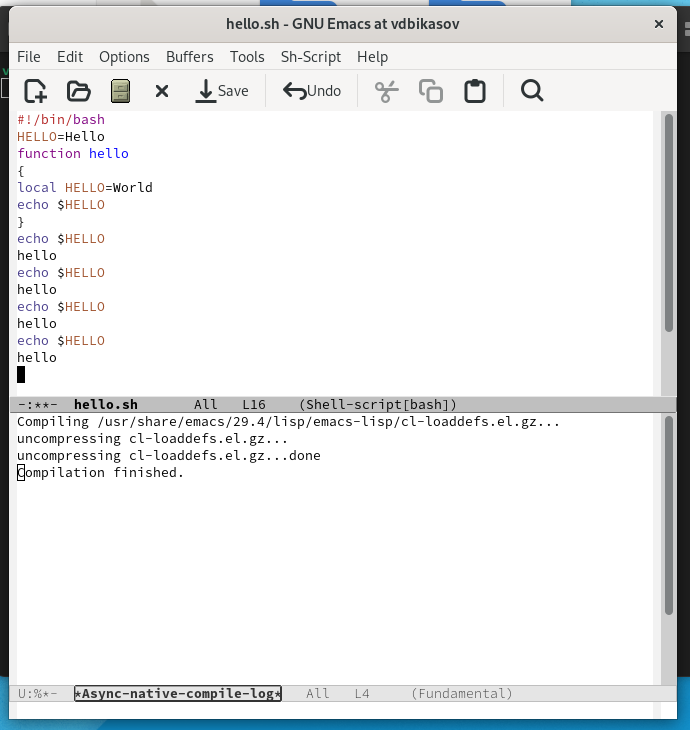 hello.sh - GNU Emacs at vdbikasov
File Edit Options Buffers Tools Sh-Script Help
Save Undo
#!/bin/bash
HELLO=Hello
function hello
{
local HELLO=World
echo $HELLO
}
echo $HELLO
hello
echo $HELLO
hello
echo $HELLO
hello
echo $HELLO
hello
-:**- hello.sh All L16 (Shell-script[bash])
Compiling /usr/share/emacs/29.4/lisp/emacs-lisp/cl-loaddefs.el.gz...
uncompressing cl-loaddefs.el.gz...
uncompressing cl-loaddefs.el.gz...done
Compilation finished.
U:%*- *Async-native-compile-log* All L4 (Fundamental)